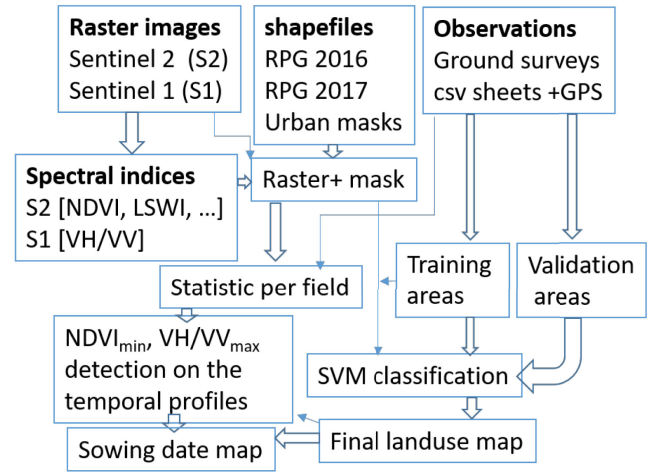 Raster images
Sentinel 2 (S2)
Sentinel 1 (S1)
shapefiles
RPG 2016
RPG 2017
Urban masks
Observations
Ground surveys
csv sheets +GPS
Spectral indices
S2 [NDVI, LSWI, ...]
S1 [VH/VV]
Raster+ mask
Statistic per field
Training
areas
Validation
areas
NDVImin, VH/VVmax
detection on the
temporal profiles
SVM classification
Sowing date map
Final landuse map